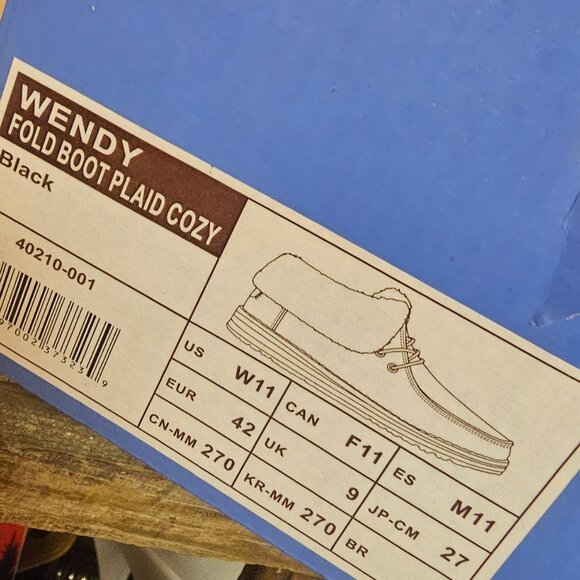 WENDY
FOLD BOOT PLAID COZY
Black
40210-001
US W11 CAN F11 ES M11
EUR 42 UK 9 JP-CM 27
CN-MM 270 KR-MM 270 BR